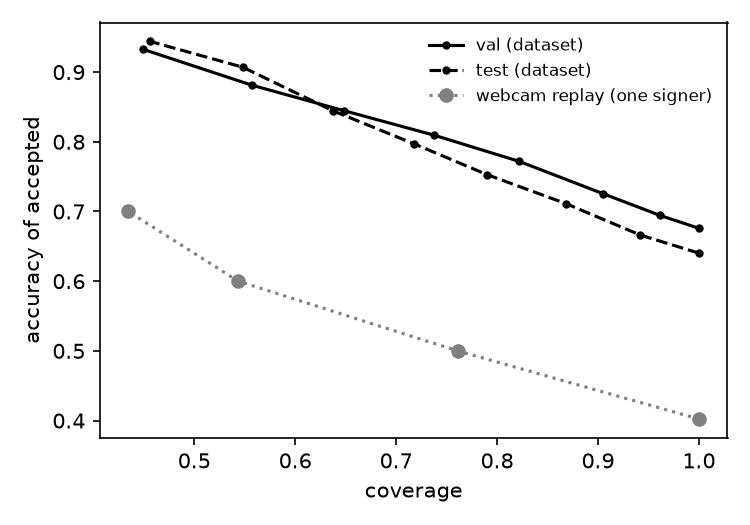 val (dataset)
test (dataset)
webcam replay (one signer)
accuracy of accepted
0.9
0.8
0.7
0.6
0.5
0.4
0.5 0.6 0.7 0.8 0.9 1.0
coverage